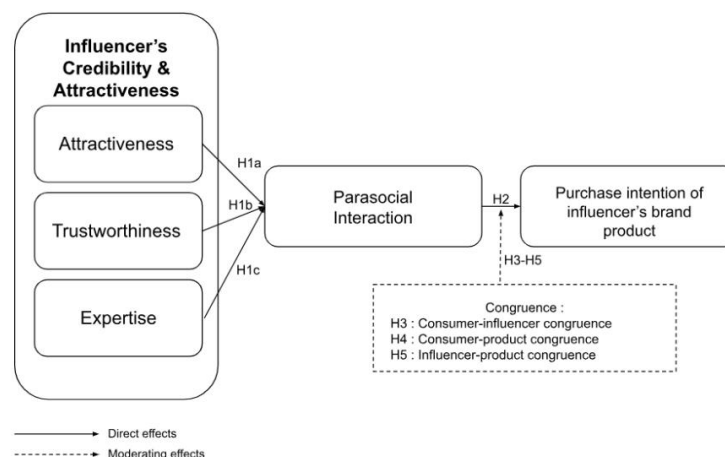 Influencer's
Credibility &
Attractiveness
Attractiveness
Trustworthiness
Expertise
H1a
H1b
H1c
Parasocial
Interaction
H2
Purchase intention of
influencer's brand
product
H3-H5
Congruence :
H3 : Consumer-influencer congruence
H4 : Consumer-product congruence
H5 : Influencer-product congruence
Direct effects
Moderating effects